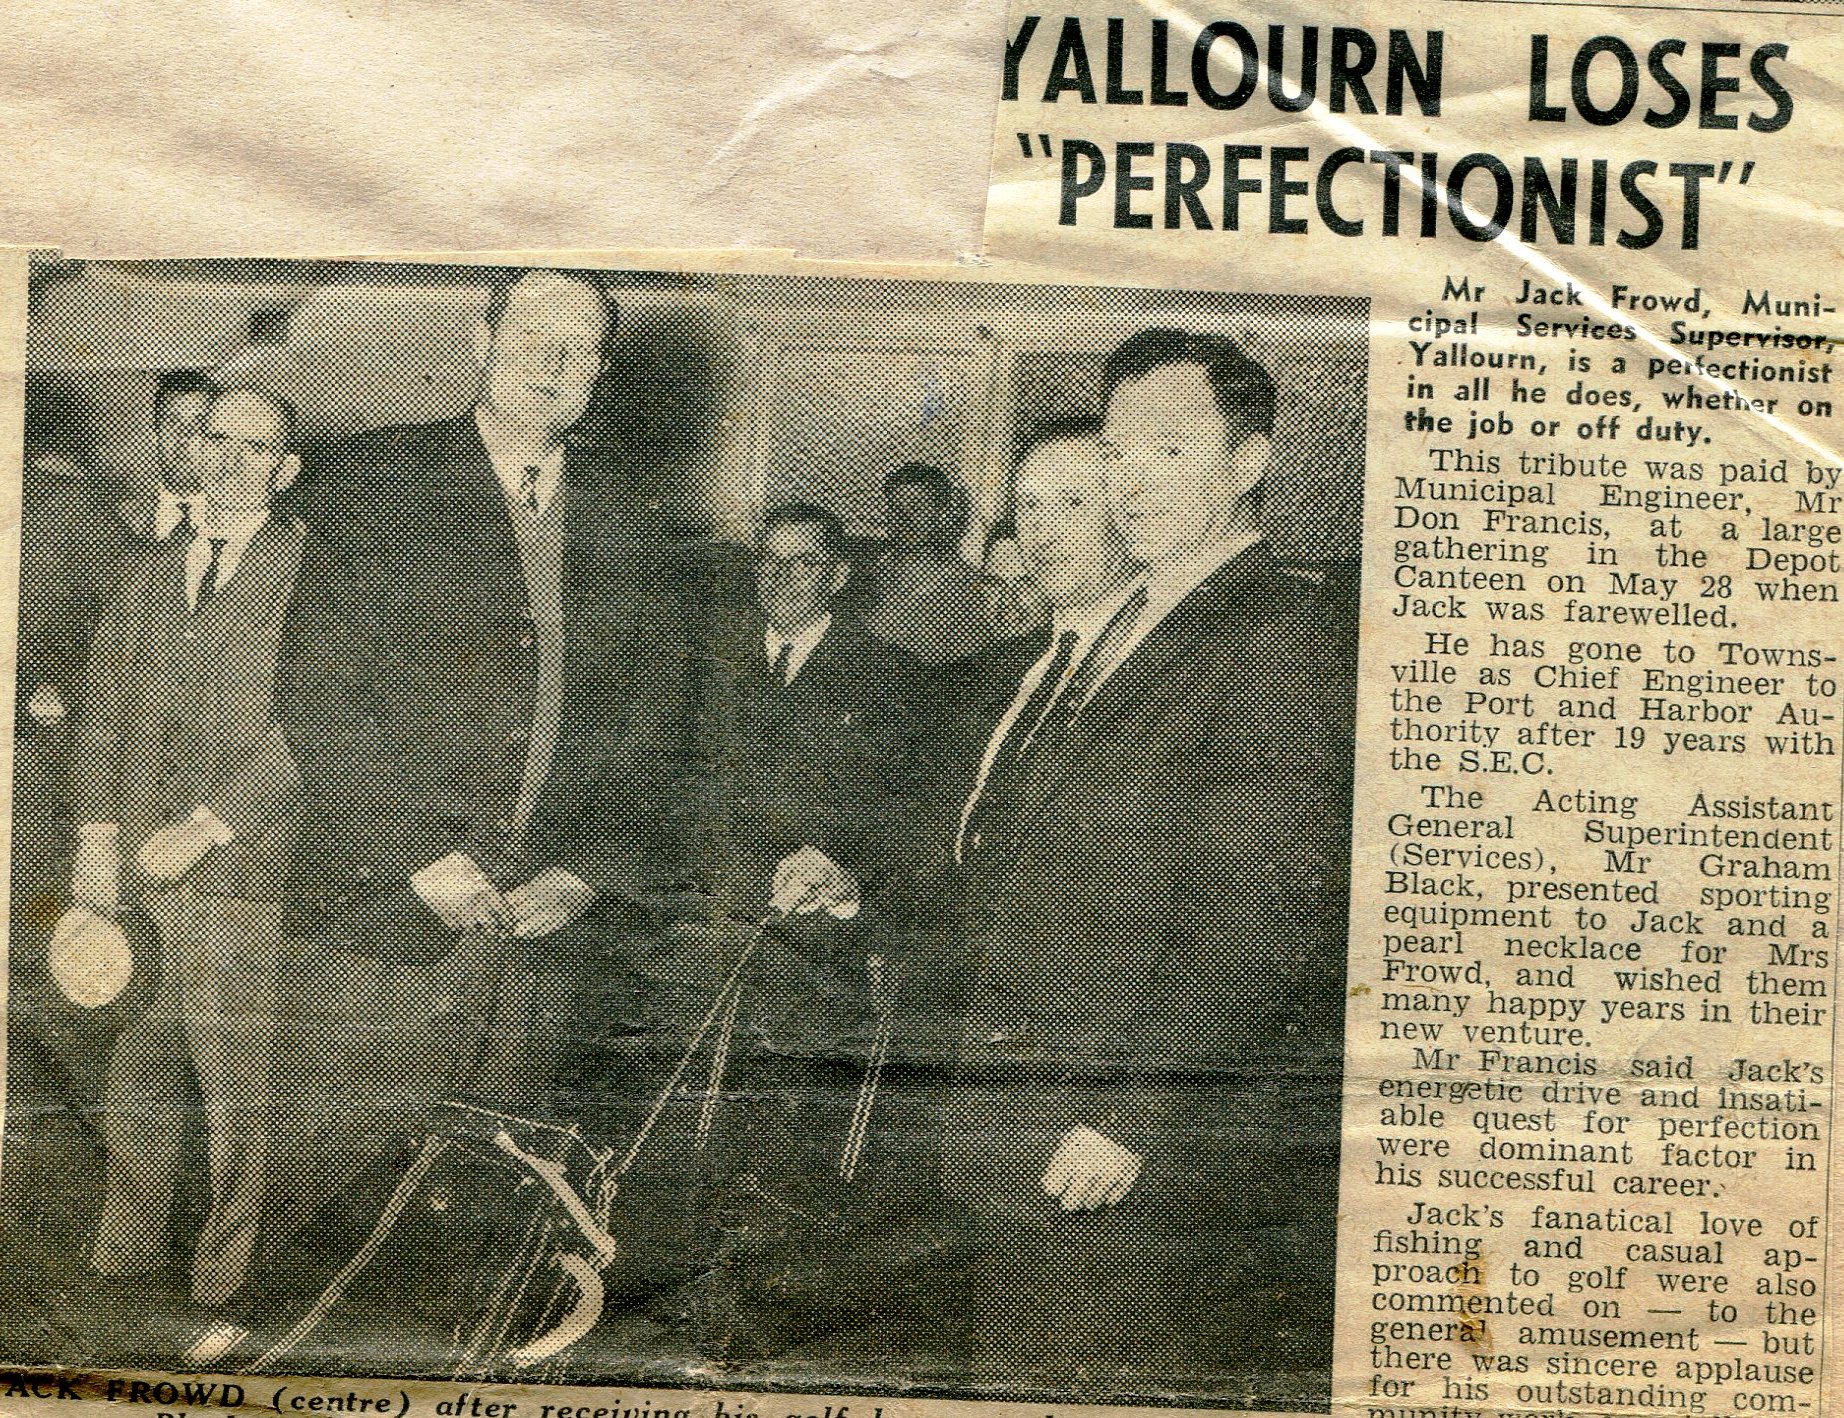 YALLOURN LOSES
"PERFECTIONIST"
Mr Jack Frowd, Muni-
cipal Services Supervisor,
Yallourn, is a perfectionist
in all he does, whether on
the job or off duty.
This tribute was paid by
Municipal Engineer, Mr
Don Francis, at a large
gathering in the Depot
Canteen on May 28 when
Jack was farewelled.
He has gone to Towns-
ville as Chief Engineer to
the Port and Harbor Au-
thority after 19 years with
the S.E.C.
The Acting Assistant
General Superintendent
(Services), Mr Graham
Black, presented sporting
equipment to Jack and a
pearl necklace for Mrs
Frowd, and wished them
many happy years in their
new venture.
Mr Francis said Jack's
energetic drive and insati-
able quest for perfection
were dominant factor in
his successful career.
Jack's fanatical love of
fishing and casual ap-
proach to golf were also
commented on — to the
general amusement — but
there was sincere applause
for his outstanding com-
ACK FROWD (centre) after receiving his golf